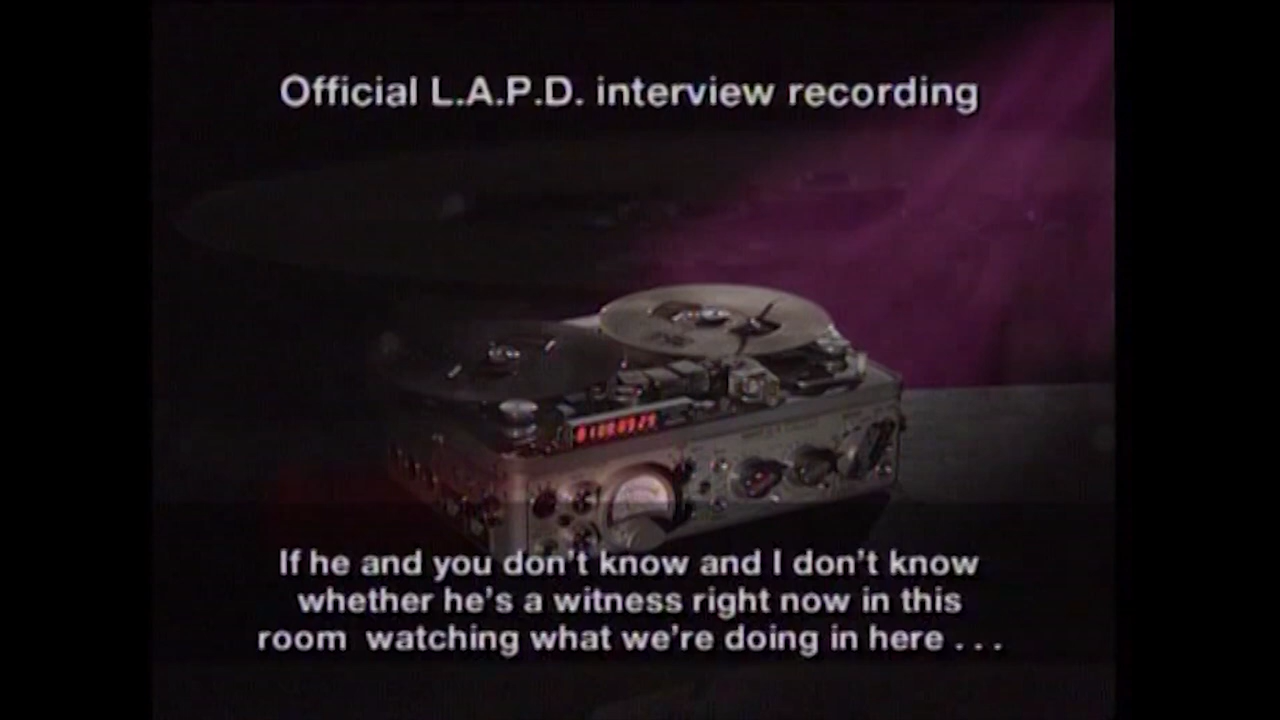 Official L.A.P.D. interview recording
If he and you don't know and I don't know
whether he's a witness right now in this
room watching what we're doing in here . . .